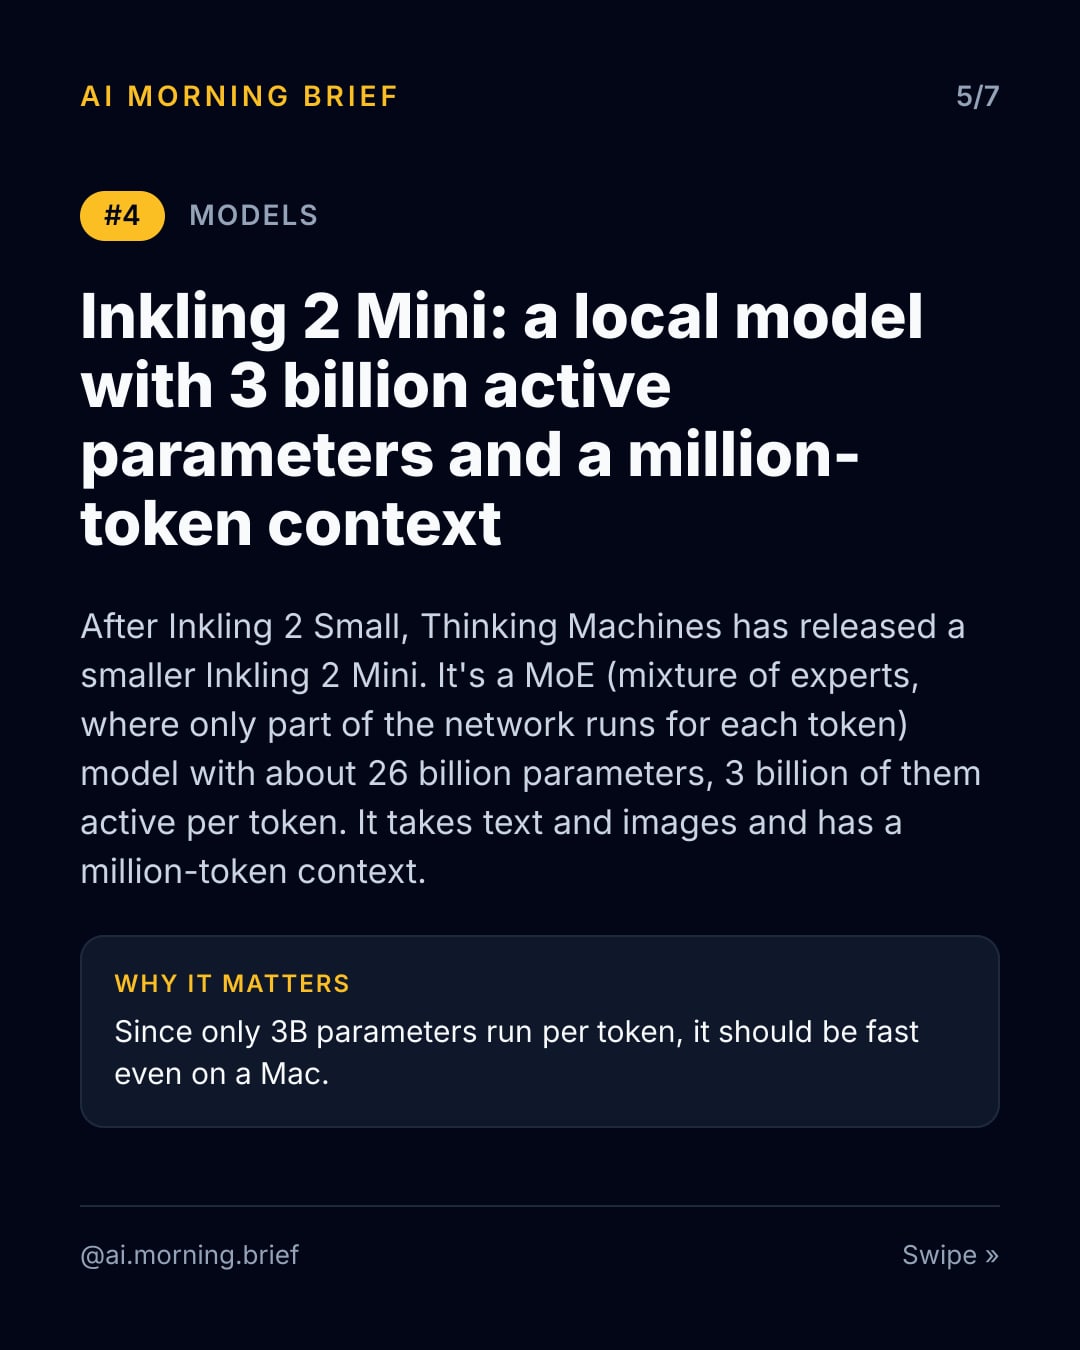 AI MORNING BRIEF
5/7
#4
MODELS
Inkling 2 Mini: a local model
with 3 billion active
parameters and a million-
token context
After Inkling 2 Small, Thinking Machines has released a
smaller Inkling 2 Mini. It's a MoE (mixture of experts,
where only part of the network runs for each token)
model with about 26 billion parameters, 3 billion of them
active per token. It takes text and images and has a
million-token context.
WHY IT MATTERS
Since only 3B parameters run per token, it should be fast
even on a Mac.
@ai.morning.brief
Swipe »